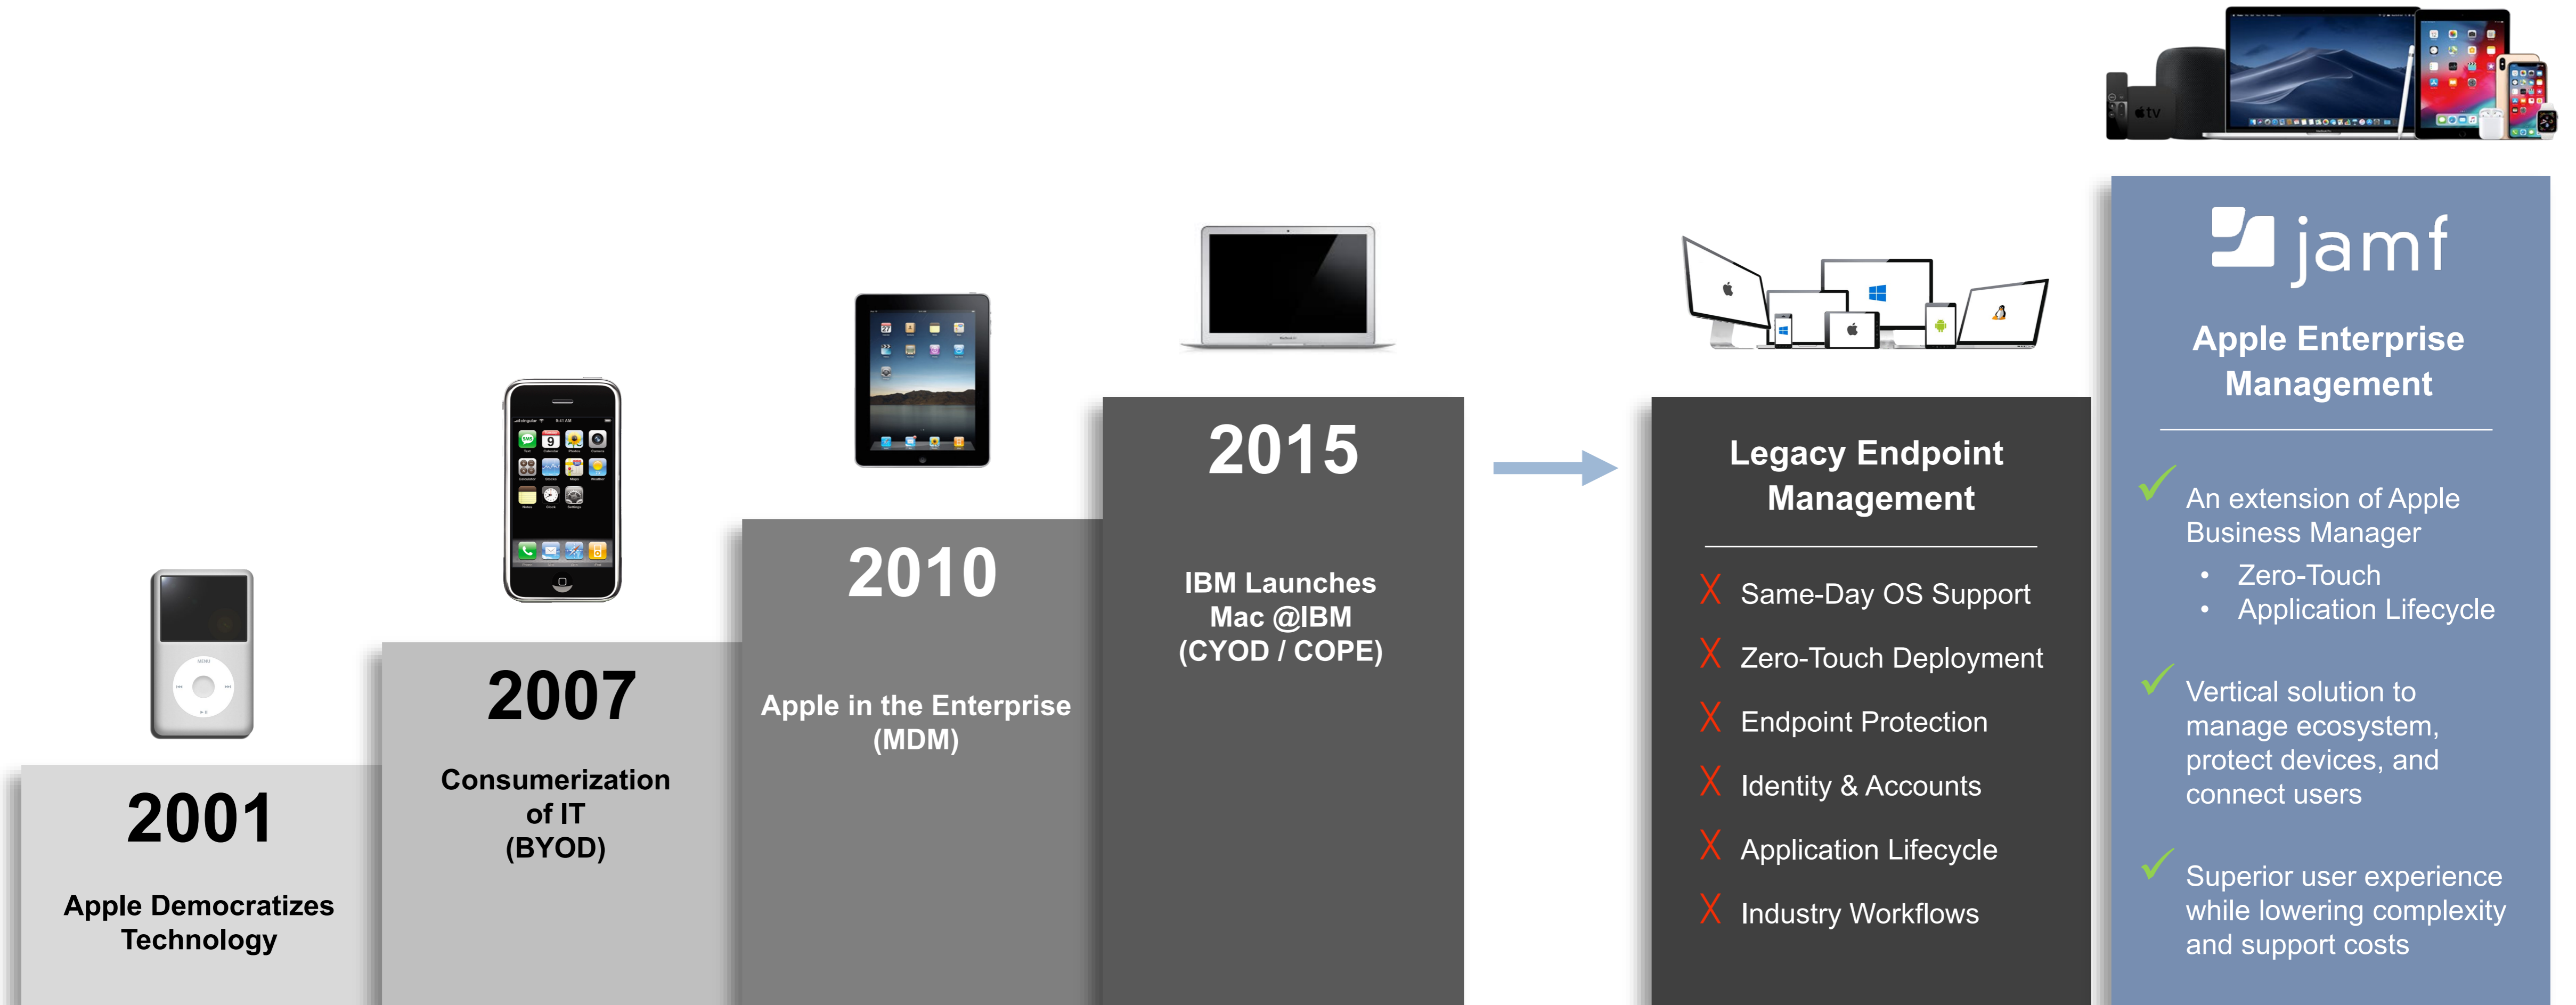 2001
Apple Democratizes
Technology
2007
Consumerization
of IT
(BYOD)
2010
Apple in the Enterprise
(MDM)
2015
IBM Launches
Mac @IBM
(CYOD / COPE)
Legacy Endpoint
Management
X Same-Day OS Support
X Zero-Touch Deployment
X Endpoint Protection
X Identity & Accounts
X Application Lifecycle
X Industry Workflows
tv
jamf
Apple Enterprise
Management
✓ An extension of Apple
Business Manager
• Zero-Touch
• Application Lifecycle
✓ Vertical solution to
manage ecosystem,
protect devices, and
connect users
✓ Superior user experience
while lowering complexity
and support costs